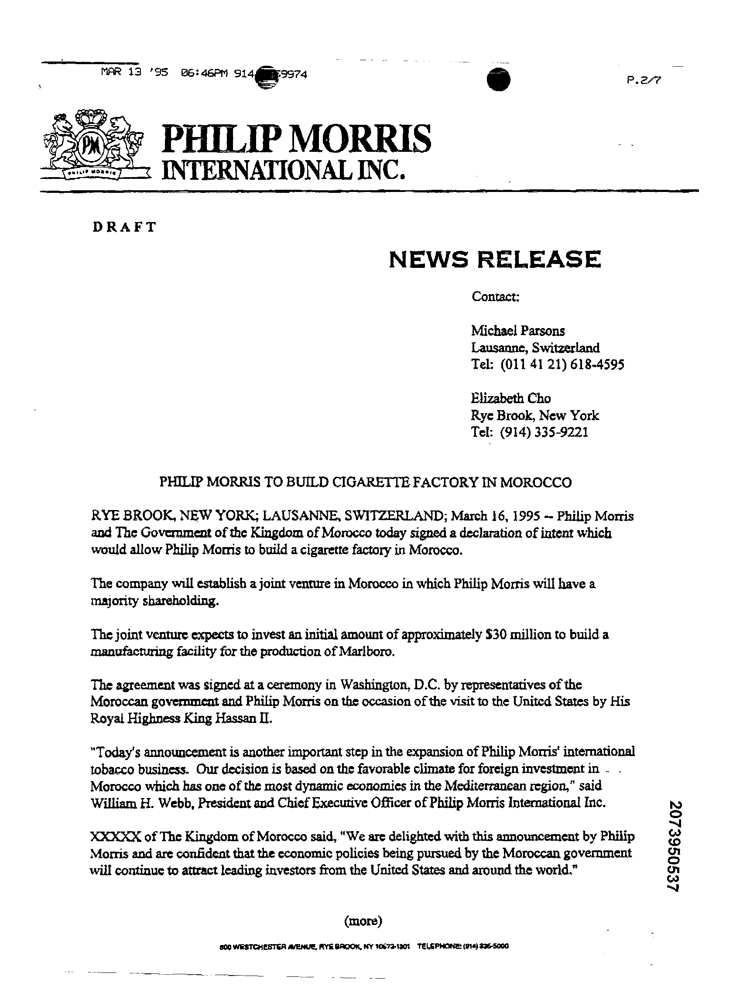 MAR 13 '95 06:46PM 914 9974
P.2/7
PM
PHILIP MORRIS
PHILIP MORRIS
INTERNATIONAL INC.
DRAFT
NEWS RELEASE
Contact:
Michael Parsons
Lausanne, Switzerland
Tel: (011 41 21) 618-4595
Elizabeth Cho
Rye Brook, New York
Tel: (914) 335-9221
PHILIP MORRIS TO BUILD CIGARETTE FACTORY IN MOROCCO
RYE BROOK, NEW YORK; LAUSANNE, SWITZERLAND; March 16, 1995 -- Philip Morris
and The Government of the Kingdom of Morocco today signed a declaration of intent which
would allow Philip Morris to build a cigarette factory in Morocco.
The company will establish a joint venture in Morocco in which Philip Morris will have a
majority shareholding.
The joint venture expects to invest an initial amount of approximately $30 million to build a
manufacturing facility for the production of Marlboro.
The agreement was signed at a ceremony in Washington, D.C. by representatives of the
Moroccan government and Philip Morris on the occasion of the visit to the United States by His
Royal Highness King Hassan II.
"Today's announcement is another important step in the expansion of Philip Morris' international
tobacco business. Our decision is based on the favorable climate for foreign investment in
Morocco which has one of the most dynamic economies in the Mediterranean region," said
William H. Webb, President and Chief Executive Officer of Philip Morris International Inc.
XXXXX of The Kingdom of Morocco said, "We are delighted with this announcement by Philip
Morris and are confident that the economic policies being pursued by the Moroccan government
will continue to attract leading investors from the United States and around the world."
(more)
800 WESTCHESTER AVENUE, RYE BROOK, NY 10573-1301 TELEPHONE: (914) 335-5000
2073950537